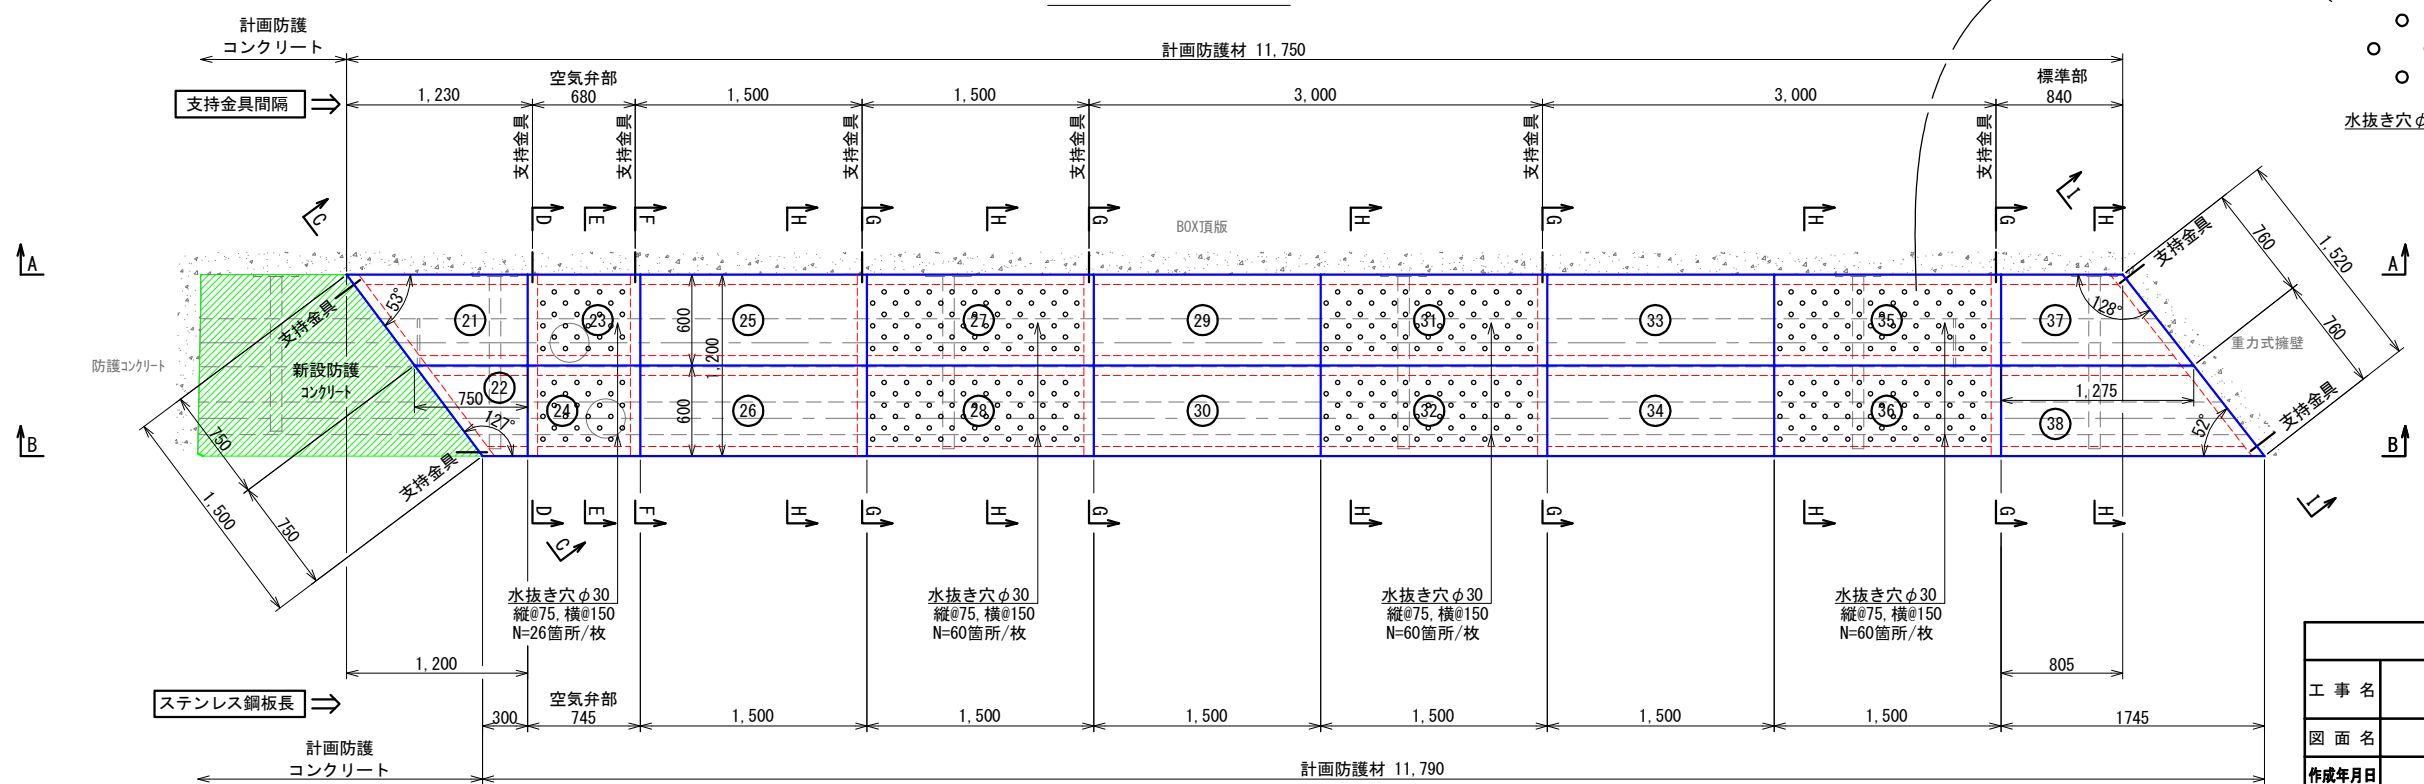 計画防護
コンクリート
計画防護材 11,750
支持金具間隔
1,230
空気弁部
680
1,500
1,500
3,000
3,000
標準部
840
水抜き穴φ
支持金具
支持金具
支持金具
支持金具
支持金具
支持金具
C
D
E
F
H
G
H
G
H
G
H
G
H
I
BOX頂版
支持金具
760
1,520
760
A
A
53°
128°
支持金具
21
23
25
27
29
31
33
35
37
600
1,200
重力式擁壁
防護コンクリート
新設防護
コンクリート
22
750
24
26
28
30
32
34
36
38
1,275
600
127°
52°
支持金具
支持金具
B
B
750
1,500
750
D
E
F
H
G
H
G
H
G
H
G
H
C
I
水抜き穴φ30
縦@75,横@150
N=26箇所/枚
水抜き穴φ30
縦@75,横@150
N=60箇所/枚
水抜き穴φ30
縦@75,横@150
N=60箇所/枚
水抜き穴φ30
縦@75,横@150
N=60箇所/枚
1,200
805
ステンレス鋼板長
300
空気弁部
745
1,500
1,500
1,500
1,500
1,500
1,500
1745
計画防護
コンクリート
計画防護材 11,790
工事名
図面名
作成年月日